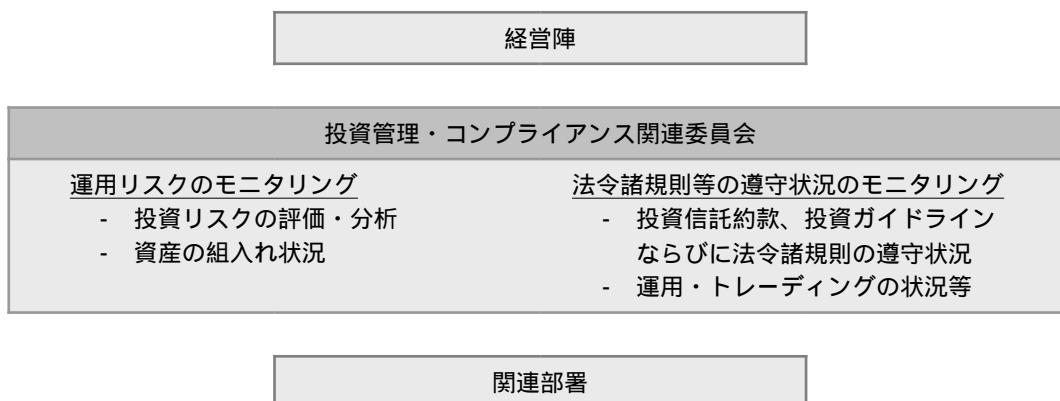 経営陣
投資管理・コンプライアンス関連委員会
運用リスクのモニタリング
- 投資リスクの評価・分析
- 資産の組入れ状況
法令諸規則等の遵守状況のモニタリング
- 投資信託約款、投資ガイドライン
ならびに法令諸規則の遵守状況
- 運用・トレーディングの状況等
関連部署